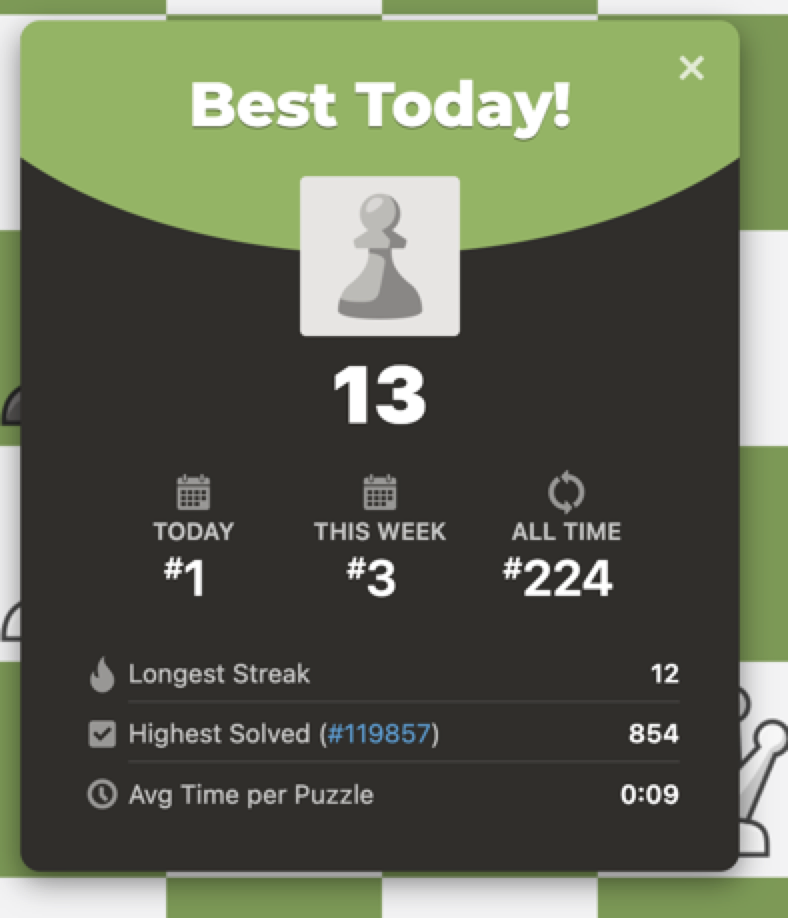 Best Today!
13
TODAY THIS WEEK ALL TIME
#1 #3 #224
Longest Streak 12
Highest Solved (#119857) 854
Avg Time per Puzzle 0:09